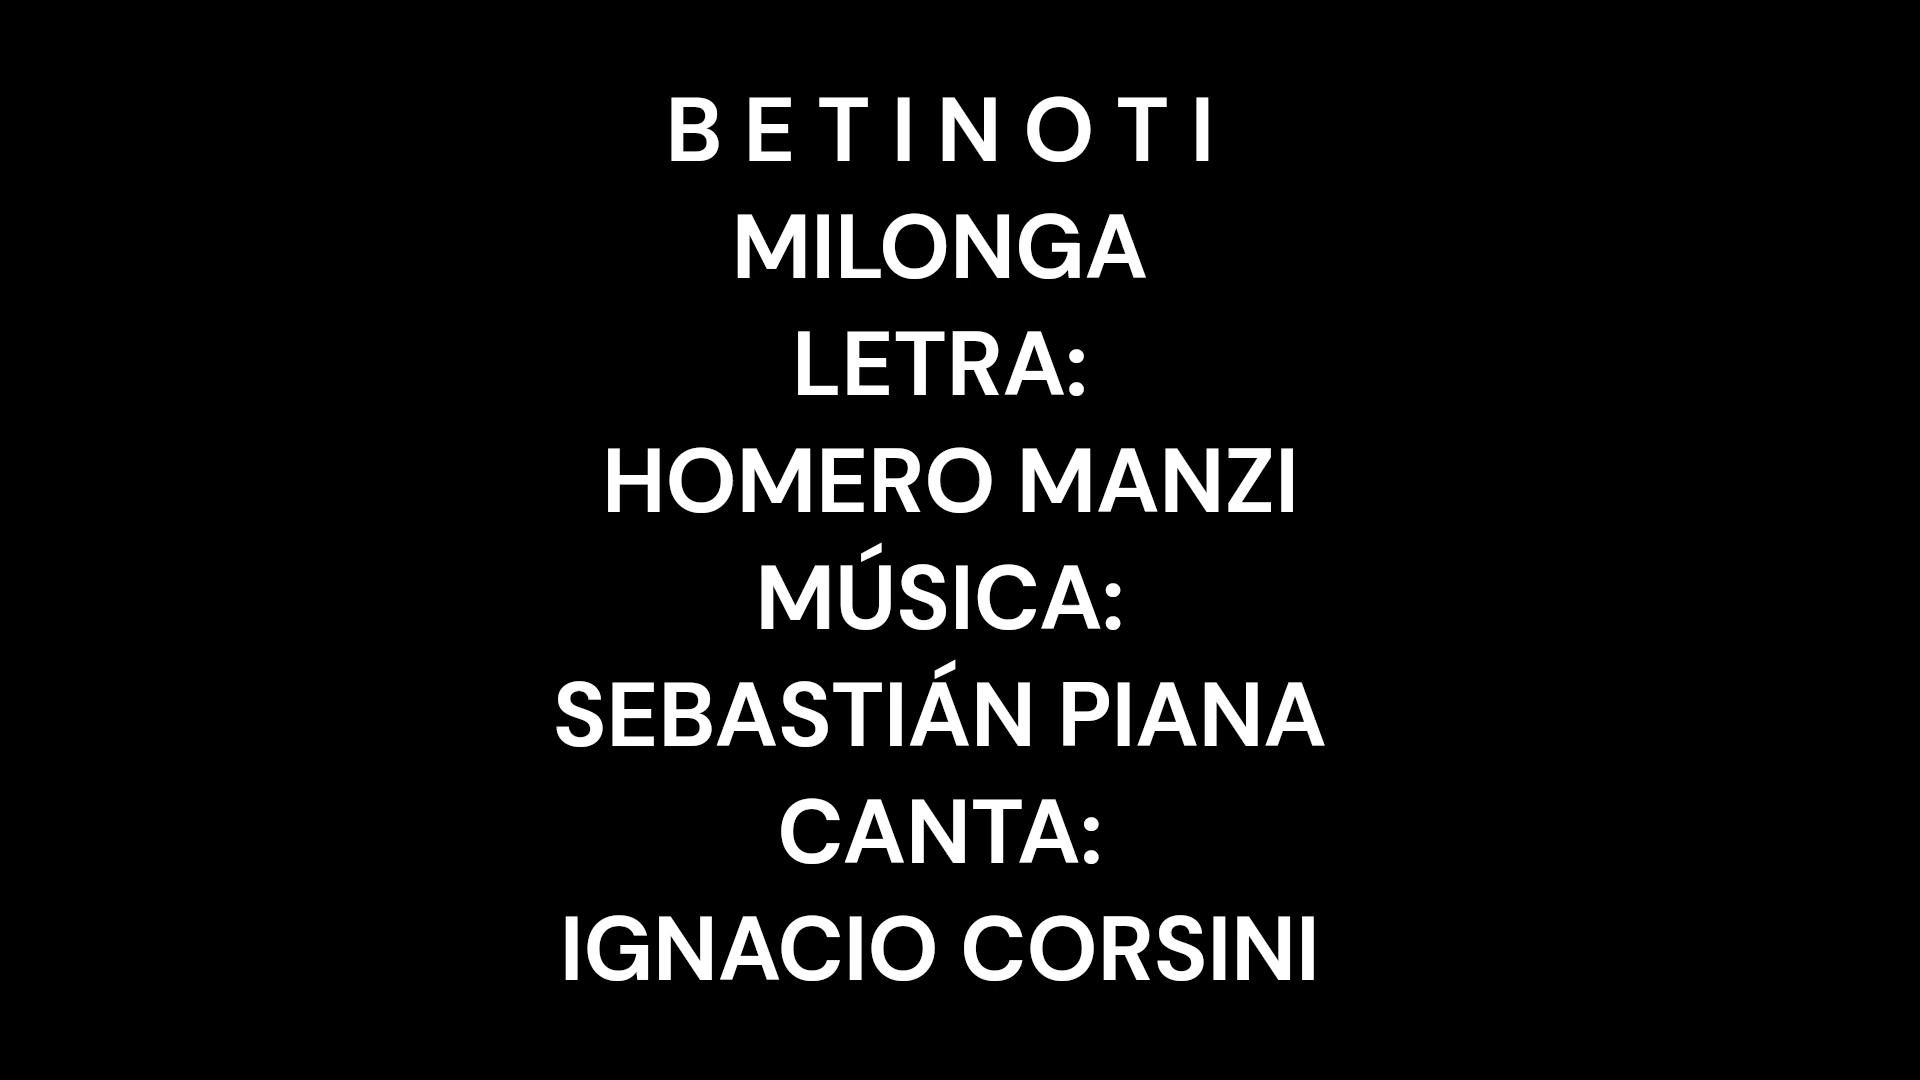 B E T I N O T I
MILONGA
LETRA:
HOMERO MANZI
MÚSICA:
SEBASTIÁN PIANA
CANTA:
IGNACIO CORSINI